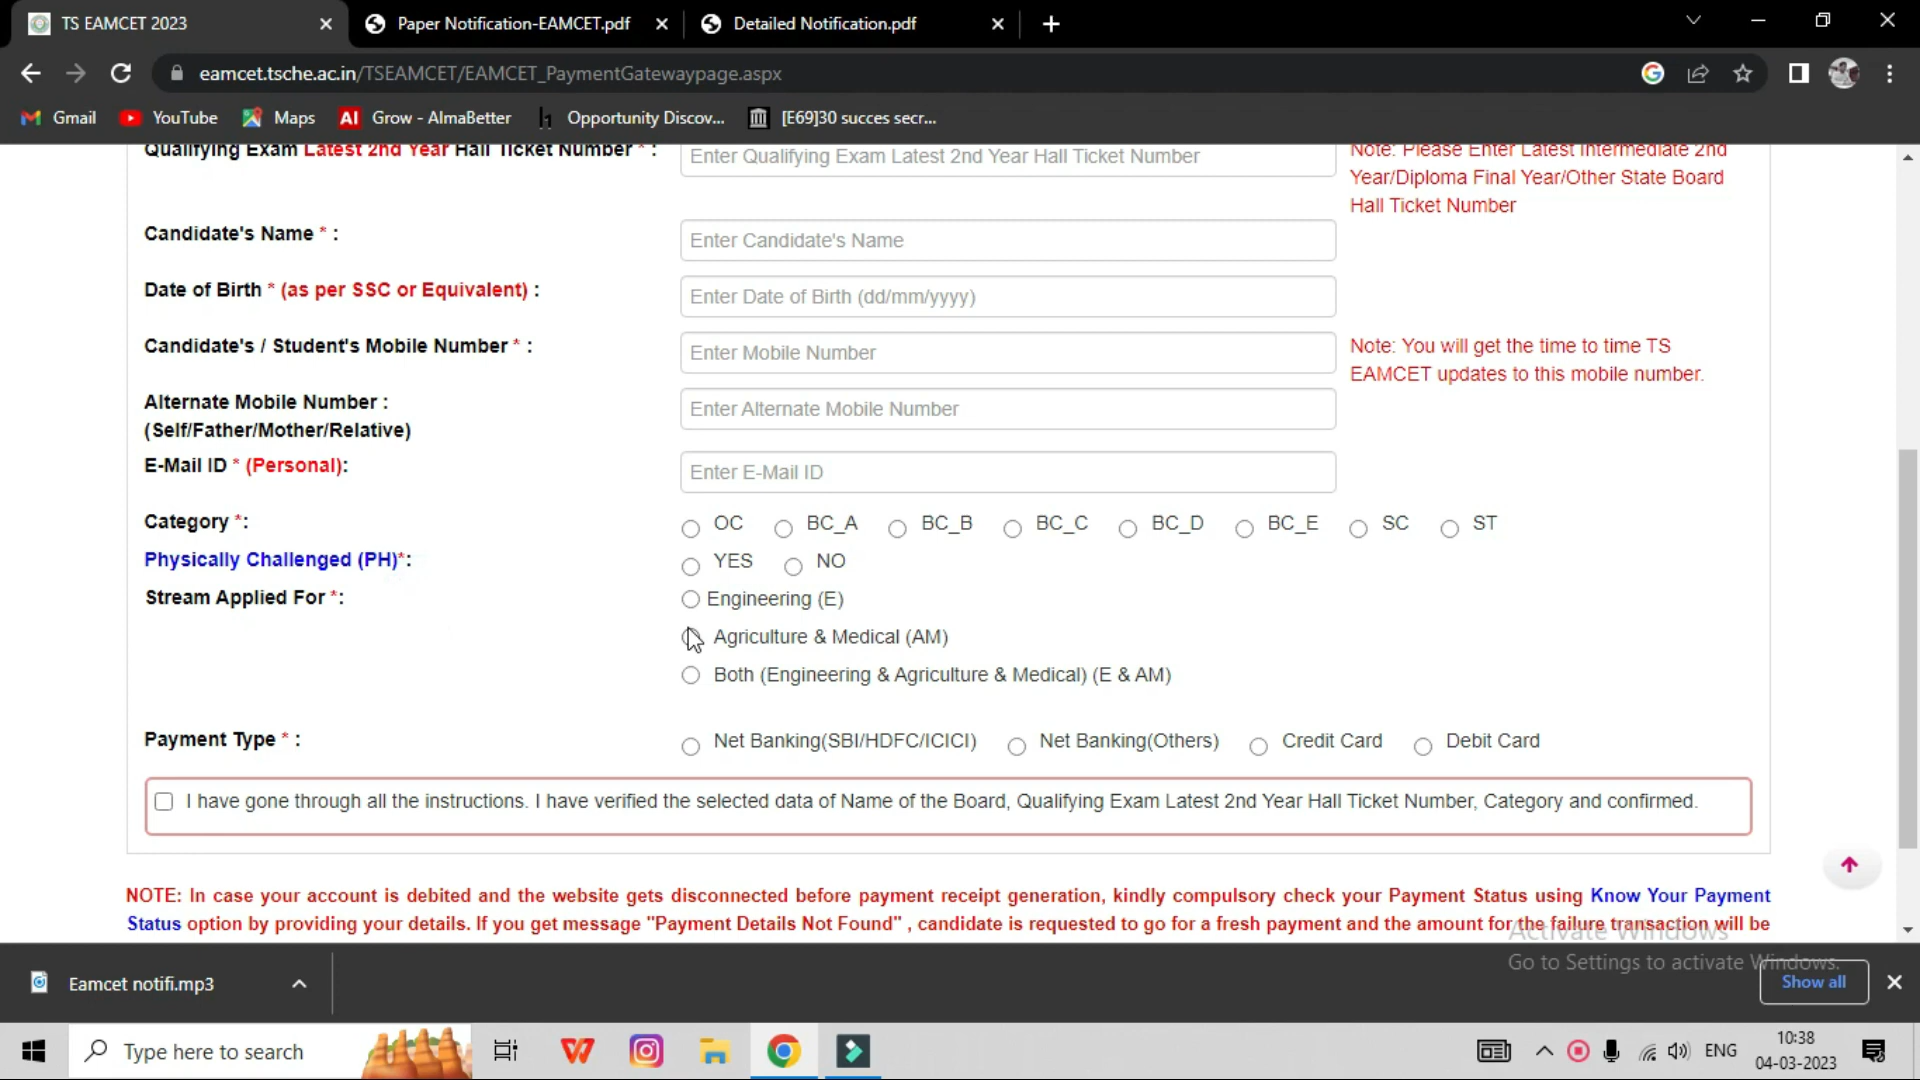 TS EAMCET 2023
Paper Notification-EAMCET.pdf
Detailed Notification.pdf
eamcet.tsche.ac.in/TSEAMCET/EAMCET_PaymentGatewaypage.aspx
Gmail YouTube Maps AI Grow - AlmaBetter Opportunity Discov... [E69]30 succes secr...
Qualifying Exam Latest 2nd Year Hall Ticket Number * :
Enter Qualifying Exam Latest 2nd Year Hall Ticket Number
Note: Please Enter Latest Intermediate 2nd
Year/Diploma Final Year/Other State Board
Hall Ticket Number
Candidate's Name * :
Enter Candidate's Name
Date of Birth * (as per SSC or Equivalent) :
Enter Date of Birth (dd/mm/yyyy)
Candidate's / Student's Mobile Number * :
Enter Mobile Number
Note: You will get the time to time TS
EAMCET updates to this mobile number.
Alternate Mobile Number :
(Self/Father/Mother/Relative)
Enter Alternate Mobile Number
E-Mail ID * (Personal):
Enter E-Mail ID
Category *:
OC BC_A BC_B BC_C BC_D BC_E SC ST
Physically Challenged (PH)*:
YES NO
Stream Applied For *:
Engineering (E)
Agriculture & Medical (AM)
Both (Engineering & Agriculture & Medical) (E & AM)
Payment Type * :
Net Banking(SBI/HDFC/ICICI) Net Banking(Others) Credit Card Debit Card
I have gone through all the instructions. I have verified the selected data of Name of the Board, Qualifying Exam Latest 2nd Year Hall Ticket Number, Category and confirmed.
NOTE: In case your account is debited and the website gets disconnected before payment receipt generation, kindly compulsory check your Payment Status using Know Your Payment
Status option by providing your details. If you get message "Payment Details Not Found" , candidate is requested to go for a fresh payment and the amount for the failure transaction will be
Activate Windows
Go to Settings to activate Windows.
Eamcet notifi.mp3
Show all
Type here to search
ENG
10:38
04-03-2023